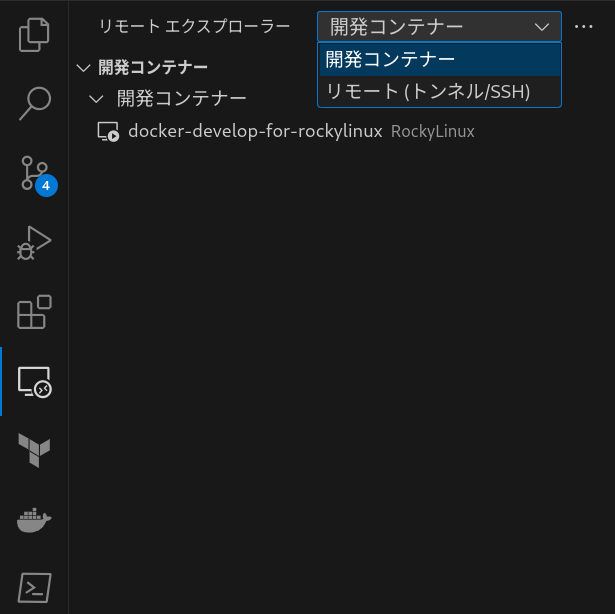 リモート エクスプローラー
開発コンテナー
開発コンテナー
リモート (トンネル/SSH)
開発コンテナー
開発コンテナー
docker-develop-for-rockylinux RockyLinux
4